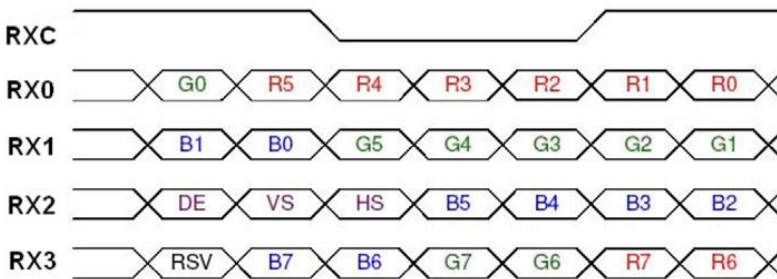 RXC
RX0 G0 R5 R4 R3 R2 R1 R0
RX1 B1 B0 G5 G4 G3 G2 G1
RX2 DE VS HS B5 B4 B3 B2
RX3 RSV B7 B6 G7 G6 R7 R6